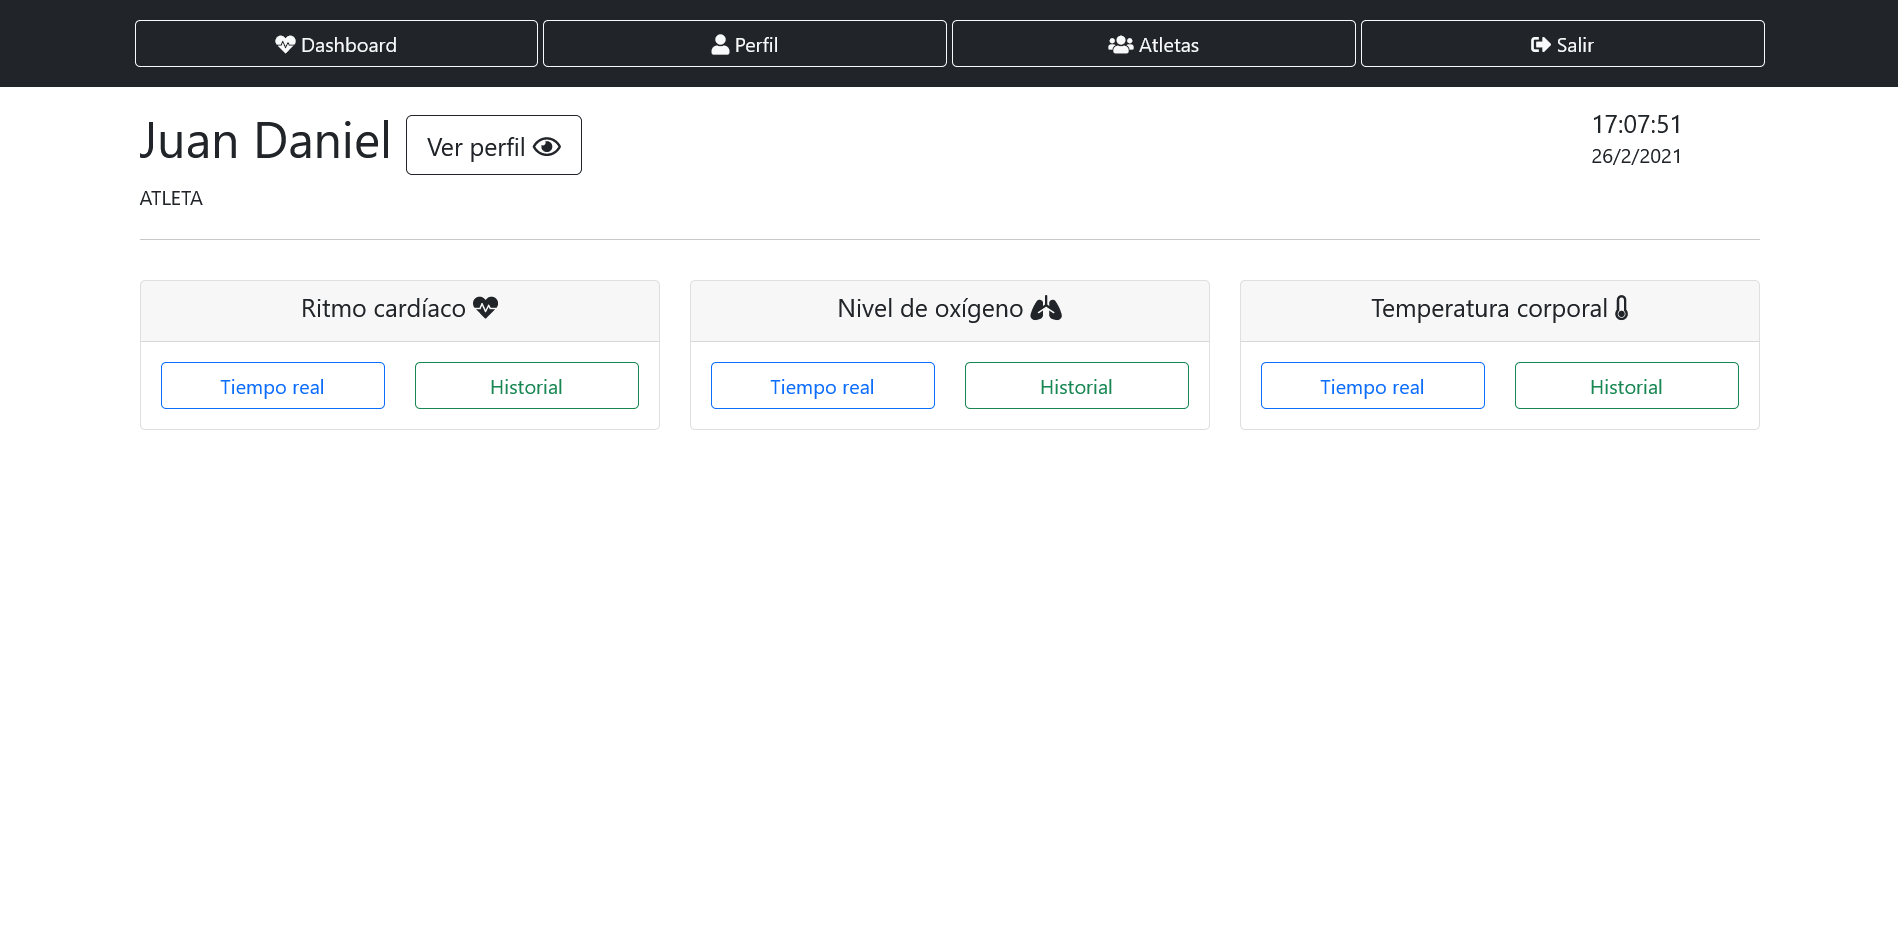 Dashboard Perfil Atletas Salir
Juan Daniel Ver perfil
17:07:51
26/2/2021
ATLETA
Ritmo cardíaco
Tiempo real Historial
Nivel de oxígeno
Tiempo real Historial
Temperatura corporal
Tiempo real Historial